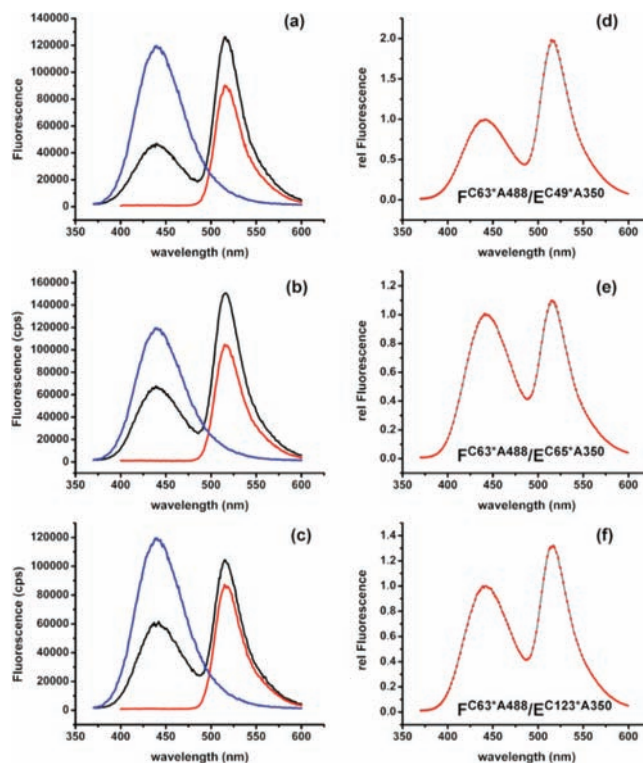 (a)
Fluorescence
140000
120000
100000
80000
60000
40000
20000
0
350 400 450 500 550 600
wavelength (nm)
(d)
rel Fluorescence
2.0
1.5
1.0
0.5
0.0
350 400 450 500 550 600
wavelength (nm)
F^C63*A488/E^C49*A350
(b)
Fluorescence (cps)
160000
140000
120000
100000
80000
60000
40000
20000
0
350 400 450 500 550 600
wavelength (nm)
(e)
rel Fluorescence
1.2
1.0
0.8
0.6
0.4
0.2
0.0
350 400 450 500 550 600
wavelength (nm)
F^C63*A488/E^C65*A350
(c)
Fluorescence (cps)
120000
100000
80000
60000
40000
20000
0
350 400 450 500 550 600
wavelength (nm)
(f)
rel Fluorescence
1.4
1.2
1.0
0.8
0.6
0.4
0.2
0.0
350 400 450 500 550 600
wavelength (nm)
F^C63*A488/E^C123*A350